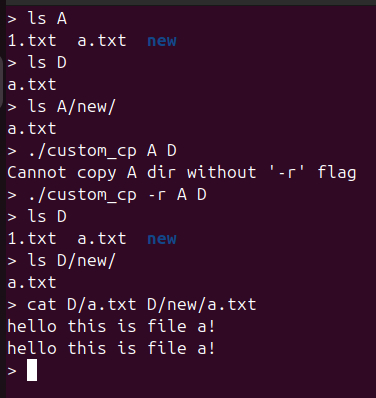 > ls A
1.txt  a.txt  new
> ls D
a.txt
> ls A/new/
a.txt
> ./custom_cp A D
Cannot copy A dir without '-r' flag
> ./custom_cp -r A D
> ls D
1.txt  a.txt  new
> ls D/new/
a.txt
> cat D/a.txt D/new/a.txt
hello this is file a!
hello this is file a!
>